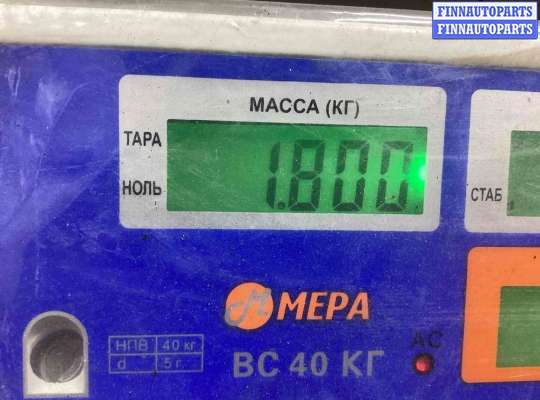 FINNAUTOPARTS
FINNAUTOPARTS
МАССА (КГ)
ТАРА
1.800
НОЛЬ
СТАБ
МЕРА
НПВ 40 кг
d 5 г
ВС 40 КГ
АС